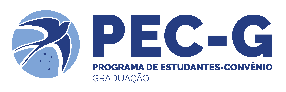 PEC-G
PROGRAMA DE ESTUDANTES-CONVÊNIO
GRADUAÇÃO